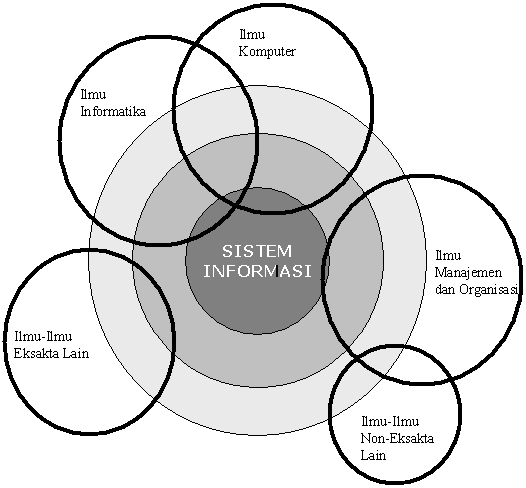 Ilmu
Komputer
Ilmu
Informatika
SISTEM
INFORMASI
Ilmu
Manajemen
dan Organisasi
Ilmu-Ilmu
Eksakta Lain
Ilmu-Ilmu
Non-Eksakta
Lain